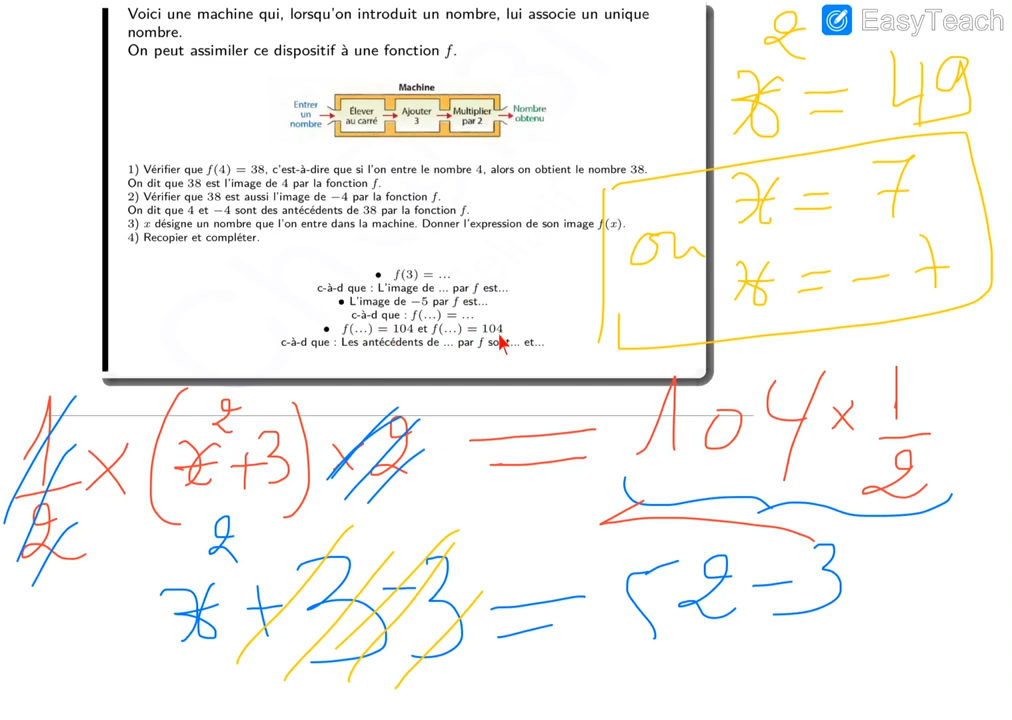 Voici une machine qui, lorsqu'on introduit un nombre, lui associe un unique
nombre.
On peut assimiler ce dispositif à une fonction f.
EasyTeach
Machine
Entrer
un
nombre
Élever
au carré
Ajouter
3
Multiplier
par 2
Nombre
obtenu
1) Vérifier que f(4) = 38, c'est-à-dire que si l'on entre le nombre 4, alors on obtient le nombre 38.
On dit que 38 est l'image de 4 par la fonction f.
2) Vérifier que 38 est aussi l'image de −4 par la fonction f.
On dit que 4 et −4 sont des antécédents de 38 par la fonction f.
3) x désigne un nombre que l'on entre dans la machine. Donner l'expression de son image f(x).
4) Recopier et compléter.
• f(3) = ...
c-à-d que : L'image de ... par f est...
• L'image de −5 par f est...
c-à-d que : f(...) = ...
• f(...) = 104 et f(...) = 104
c-à-d que : Les antécédents de ... par f sont... et...
x² = 49
x = 7
ou
x = -7
1/2 × (x² + 3) × 2 = 104 × 1/2
x² + 3 - 3 = 52 - 3